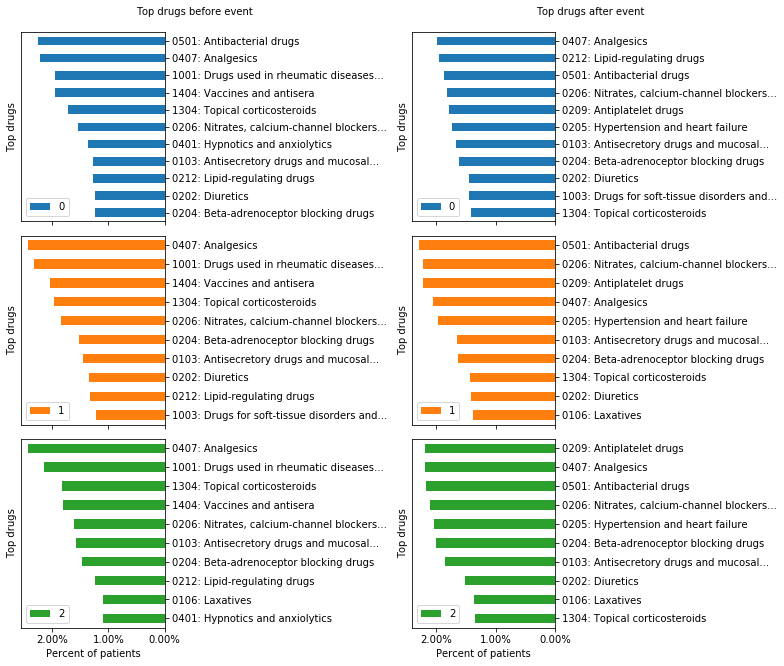 Top drugs before event
Top drugs
0501: Antibacterial drugs
0407: Analgesics
1001: Drugs used in rheumatic diseases...
1404: Vaccines and antisera
1304: Topical corticosteroids
0206: Nitrates, calcium-channel blockers...
0401: Hypnotics and anxiolytics
0103: Antisecretory drugs and mucosal...
0212: Lipid-regulating drugs
0202: Diuretics
0204: Beta-adrenoceptor blocking drugs
0
Top drugs
0407: Analgesics
1001: Drugs used in rheumatic diseases...
1404: Vaccines and antisera
1304: Topical corticosteroids
0206: Nitrates, calcium-channel blockers...
0204: Beta-adrenoceptor blocking drugs
0103: Antisecretory drugs and mucosal...
0202: Diuretics
0212: Lipid-regulating drugs
1003: Drugs for soft-tissue disorders and...
1
Top drugs
0407: Analgesics
1001: Drugs used in rheumatic diseases...
1304: Topical corticosteroids
1404: Vaccines and antisera
0206: Nitrates, calcium-channel blockers...
0103: Antisecretory drugs and mucosal...
0204: Beta-adrenoceptor blocking drugs
0212: Lipid-regulating drugs
0106: Laxatives
0401: Hypnotics and anxiolytics
2
2.00% 1.00% 0.00%
Percent of patients
Top drugs after event
Top drugs
0407: Analgesics
0212: Lipid-regulating drugs
0501: Antibacterial drugs
0206: Nitrates, calcium-channel blockers...
0209: Antiplatelet drugs
0205: Hypertension and heart failure
0103: Antisecretory drugs and mucosal...
0204: Beta-adrenoceptor blocking drugs
0202: Diuretics
1003: Drugs for soft-tissue disorders and...
1304: Topical corticosteroids
0
Top drugs
0501: Antibacterial drugs
0206: Nitrates, calcium-channel blockers...
0209: Antiplatelet drugs
0407: Analgesics
0205: Hypertension and heart failure
0103: Antisecretory drugs and mucosal...
0204: Beta-adrenoceptor blocking drugs
1304: Topical corticosteroids
0202: Diuretics
0106: Laxatives
1
Top drugs
0209: Antiplatelet drugs
0407: Analgesics
0501: Antibacterial drugs
0206: Nitrates, calcium-channel blockers...
0205: Hypertension and heart failure
0204: Beta-adrenoceptor blocking drugs
0103: Antisecretory drugs and mucosal...
0202: Diuretics
0106: Laxatives
1304: Topical corticosteroids
2
2.00% 1.00% 0.00%
Percent of patients